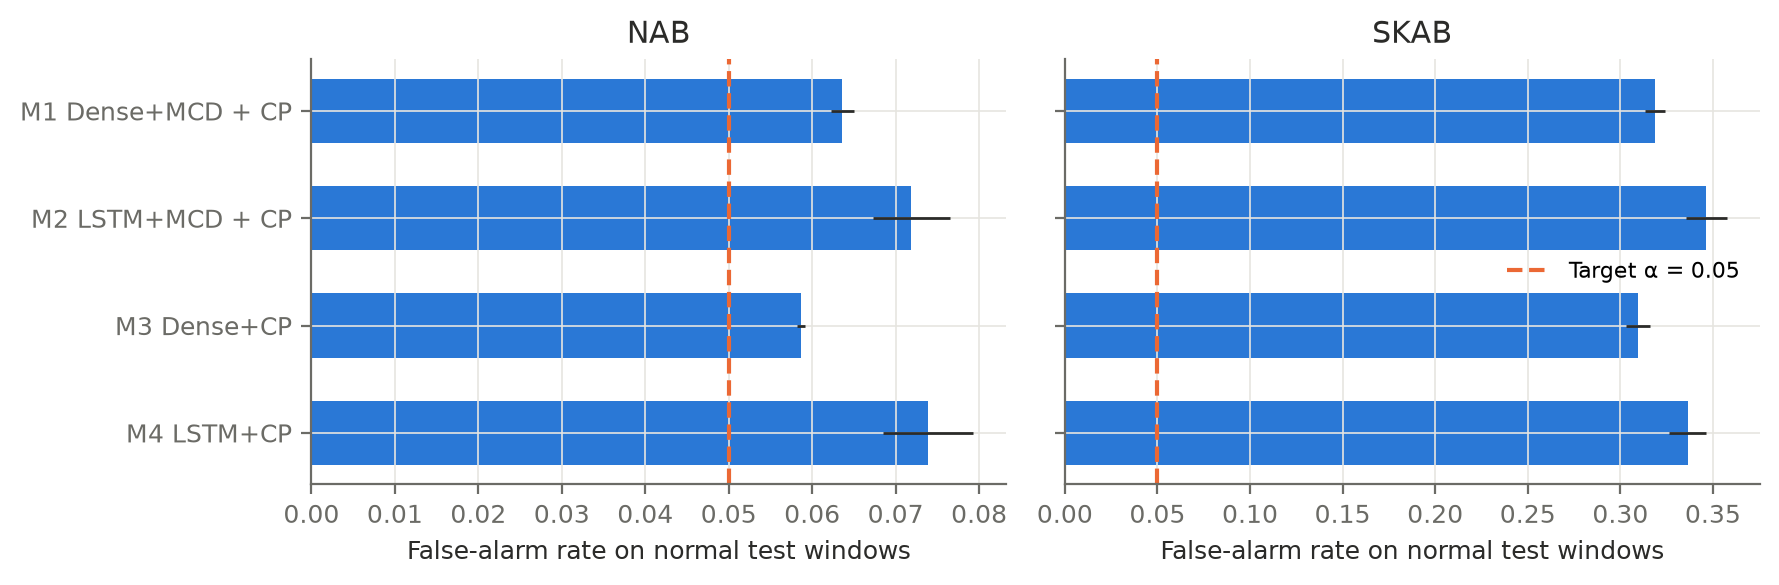 NAB
SKAB
M1 Dense+MCD + CP
M2 LSTM+MCD + CP
M3 Dense+CP
M4 LSTM+CP
Target α = 0.05
0.00 0.01 0.02 0.03 0.04 0.05 0.06 0.07 0.08
0.00 0.05 0.10 0.15 0.20 0.25 0.30 0.35
False-alarm rate on normal test windows
False-alarm rate on normal test windows